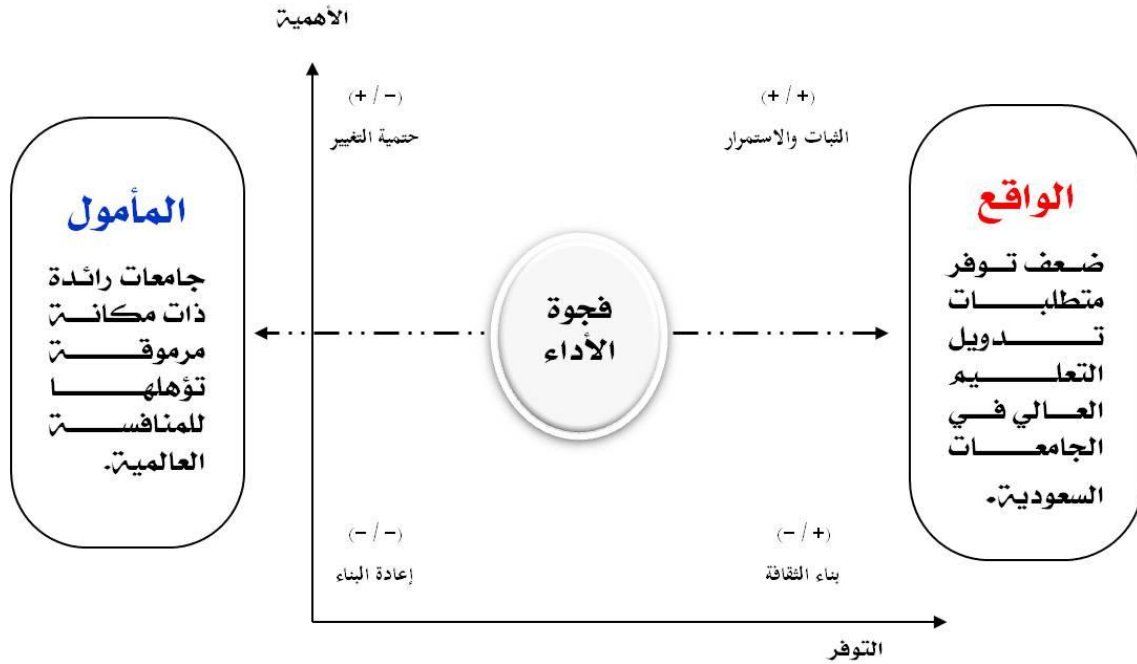 الأهمية
(+ / +)
الثبات والاستمرار
(+ / −)
حتمية التغيير
الواقع
ضعف توفر
متطلبات
تدويل
التعليم
العالي في
الجامعات
السعودية.
فجوة
الأداء
المأمول
جامعات رائدة
ذات مكانة
مرموقة
تؤهلها
للمنافسة
العالمية.
(− / +)
بناء الثقافة
(− / −)
إعادة البناء
التوفر